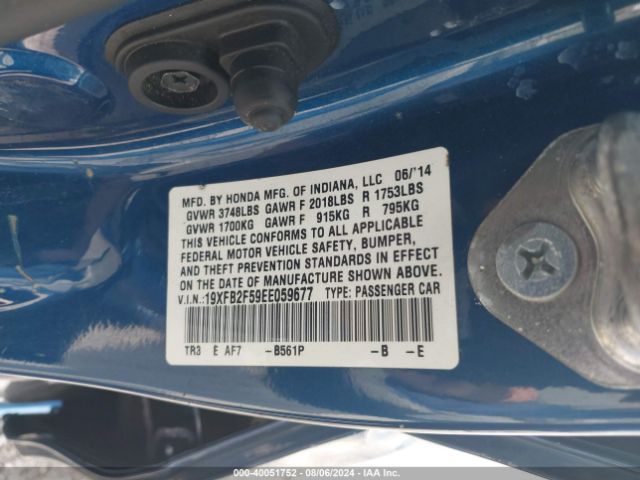 MFD. BY HONDA MFG. OF INDIANA, LLC 06/'14
GVWR 3748LBS GAWR F 2018LBS R 1753LBS
GVWR 1700KG GAWR F 915KG R 795KG
THIS VEHICLE CONFORMS TO ALL APPLICABLE
FEDERAL MOTOR VEHICLE SAFETY, BUMPER,
AND THEFT PREVENTION STANDARDS IN EFFECT
ON THE DATE OF MANUFACTURE SHOWN ABOVE.
V.I.N.:19XFB2F59EE059677 TYPE: PASSENGER CAR
TR3 E AF7 -B561P -B -E
000-40051752 - 08/06/2024 - IAA Inc.